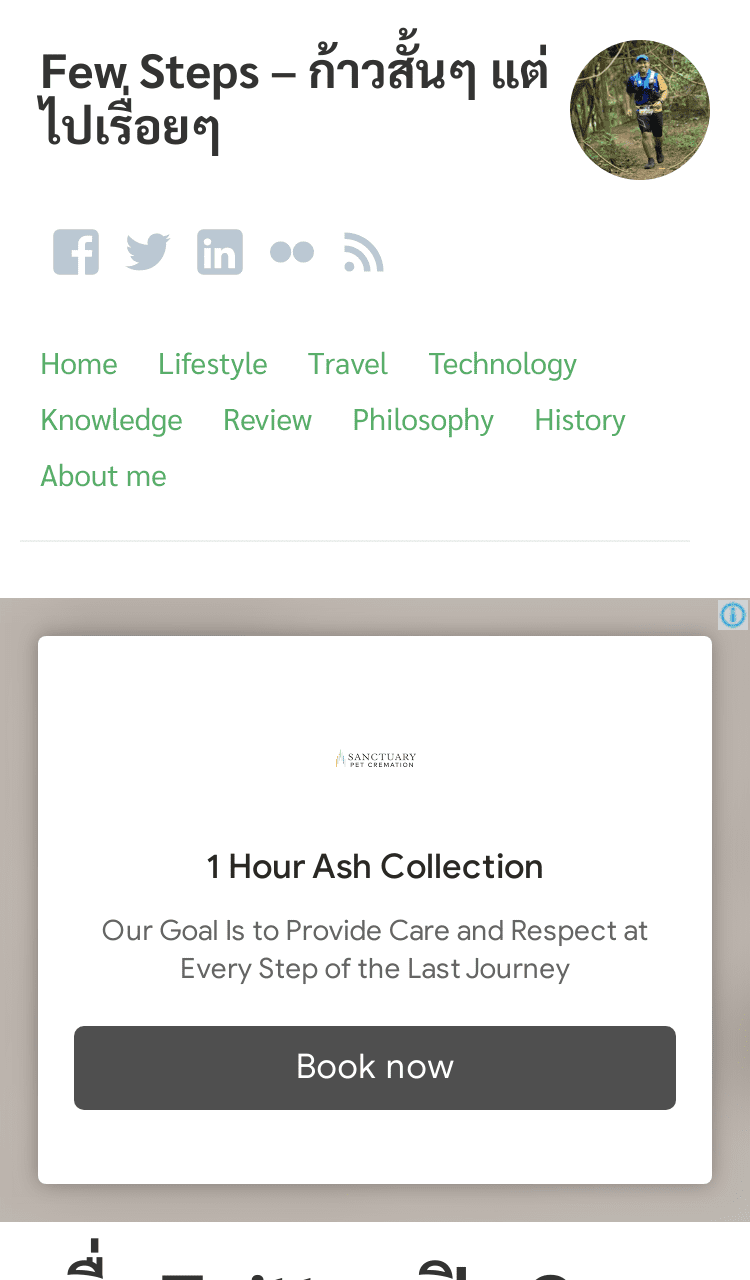 Few Steps – ก้าวสั้นๆ แต่
ไปเรื่อยๆ
Home Lifestyle Travel Technology
Knowledge Review Philosophy History
About me
SANCTUARY
PET CREMATION
1 Hour Ash Collection
Our Goal Is to Provide Care and Respect at
Every Step of the Last Journey
Book now